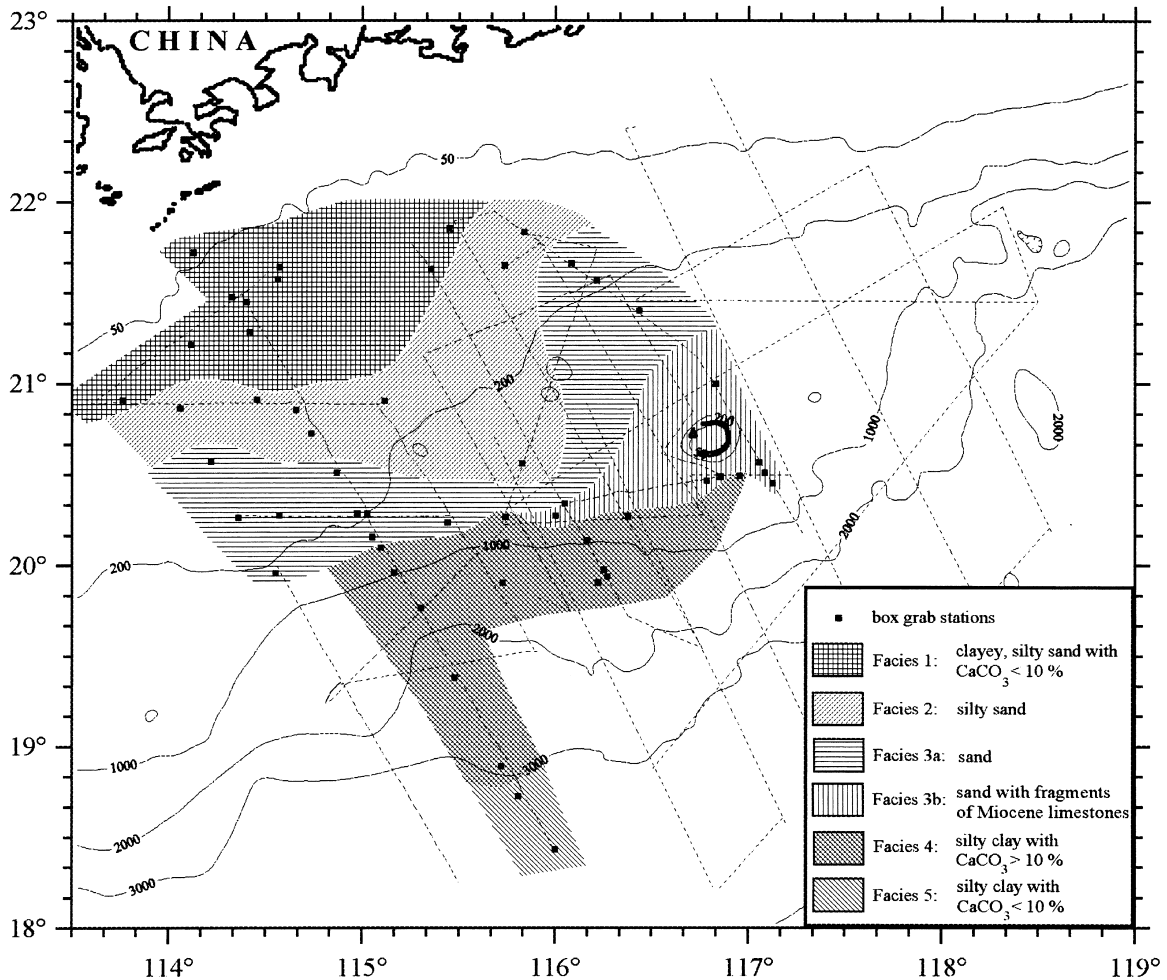 23°
22°
21°
20°
19°
18°
CHINA
50
50
200
200
200
1000
2000
2000
1000
2000
1000
2000
3000
3000
box grab stations
Facies 1: clayey, silty sand with
CaCO3 < 10 %
Facies 2: silty sand
Facies 3a: sand
Facies 3b: sand with fragments
of Miocene limestones
Facies 4: silty clay with
CaCO3 > 10 %
Facies 5: silty clay with
CaCO3 < 10 %
114° 115° 116° 117° 118° 119°